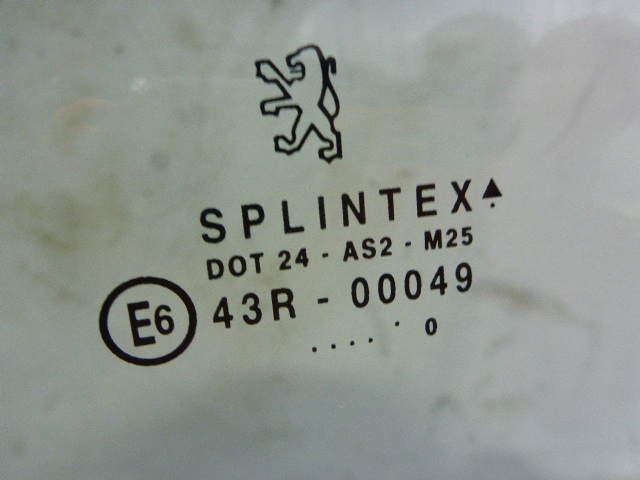 SPLINTEX
DOT 24 - AS2 - M25
E6 43R - 00049
..... · 0